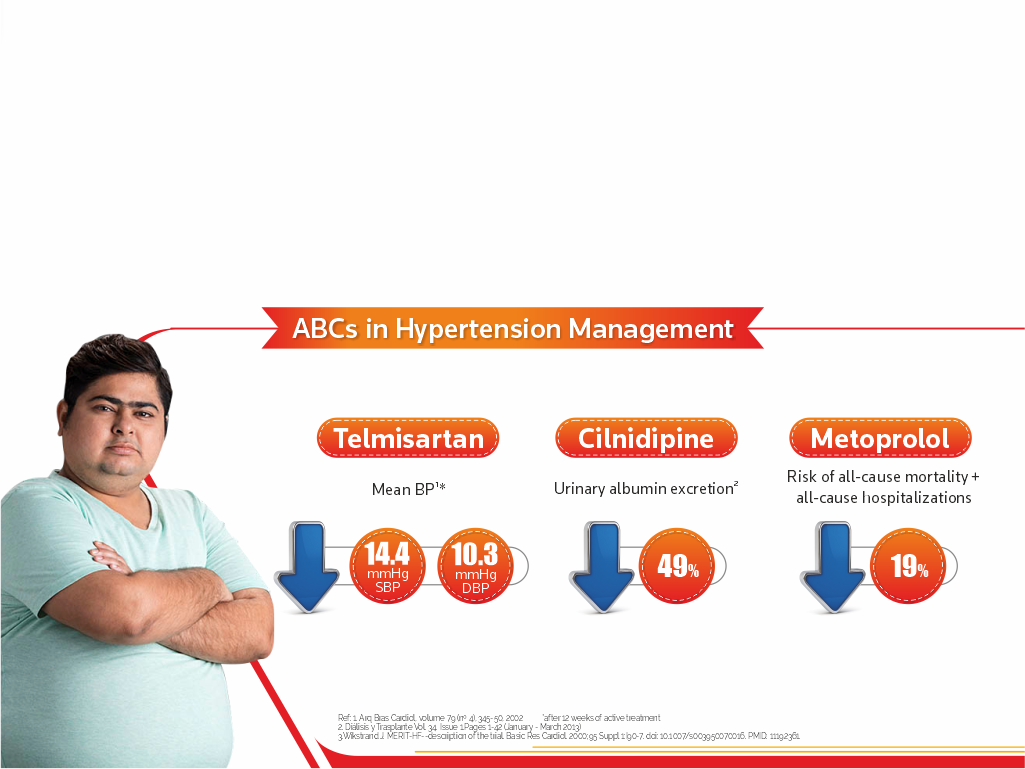 ABCs in Hypertension Management
Telmisartan
Cilnidipine
Metoprolol
Mean BP¹*
Urinary albumin excretion²
Risk of all-cause mortality +
all-cause hospitalizations
14.4
mmHg
SBP
10.3
mmHg
DBP
49%
19%
Ref: 1. Arq Bras Cardiol, volume 79 (nº 4), 345-50, 2002 *after 12 weeks of active treatment
2. Diálisis y Trasplante Vol. 34. Issue 1.Pages 1-42 (January - March 2013)
3.Wikstrand J. MERIT-HF--description of the trial. Basic Res Cardiol. 2000;95 Suppl 1:I90-7. doi: 10.1007/s003950070016. PMID: 11192361.